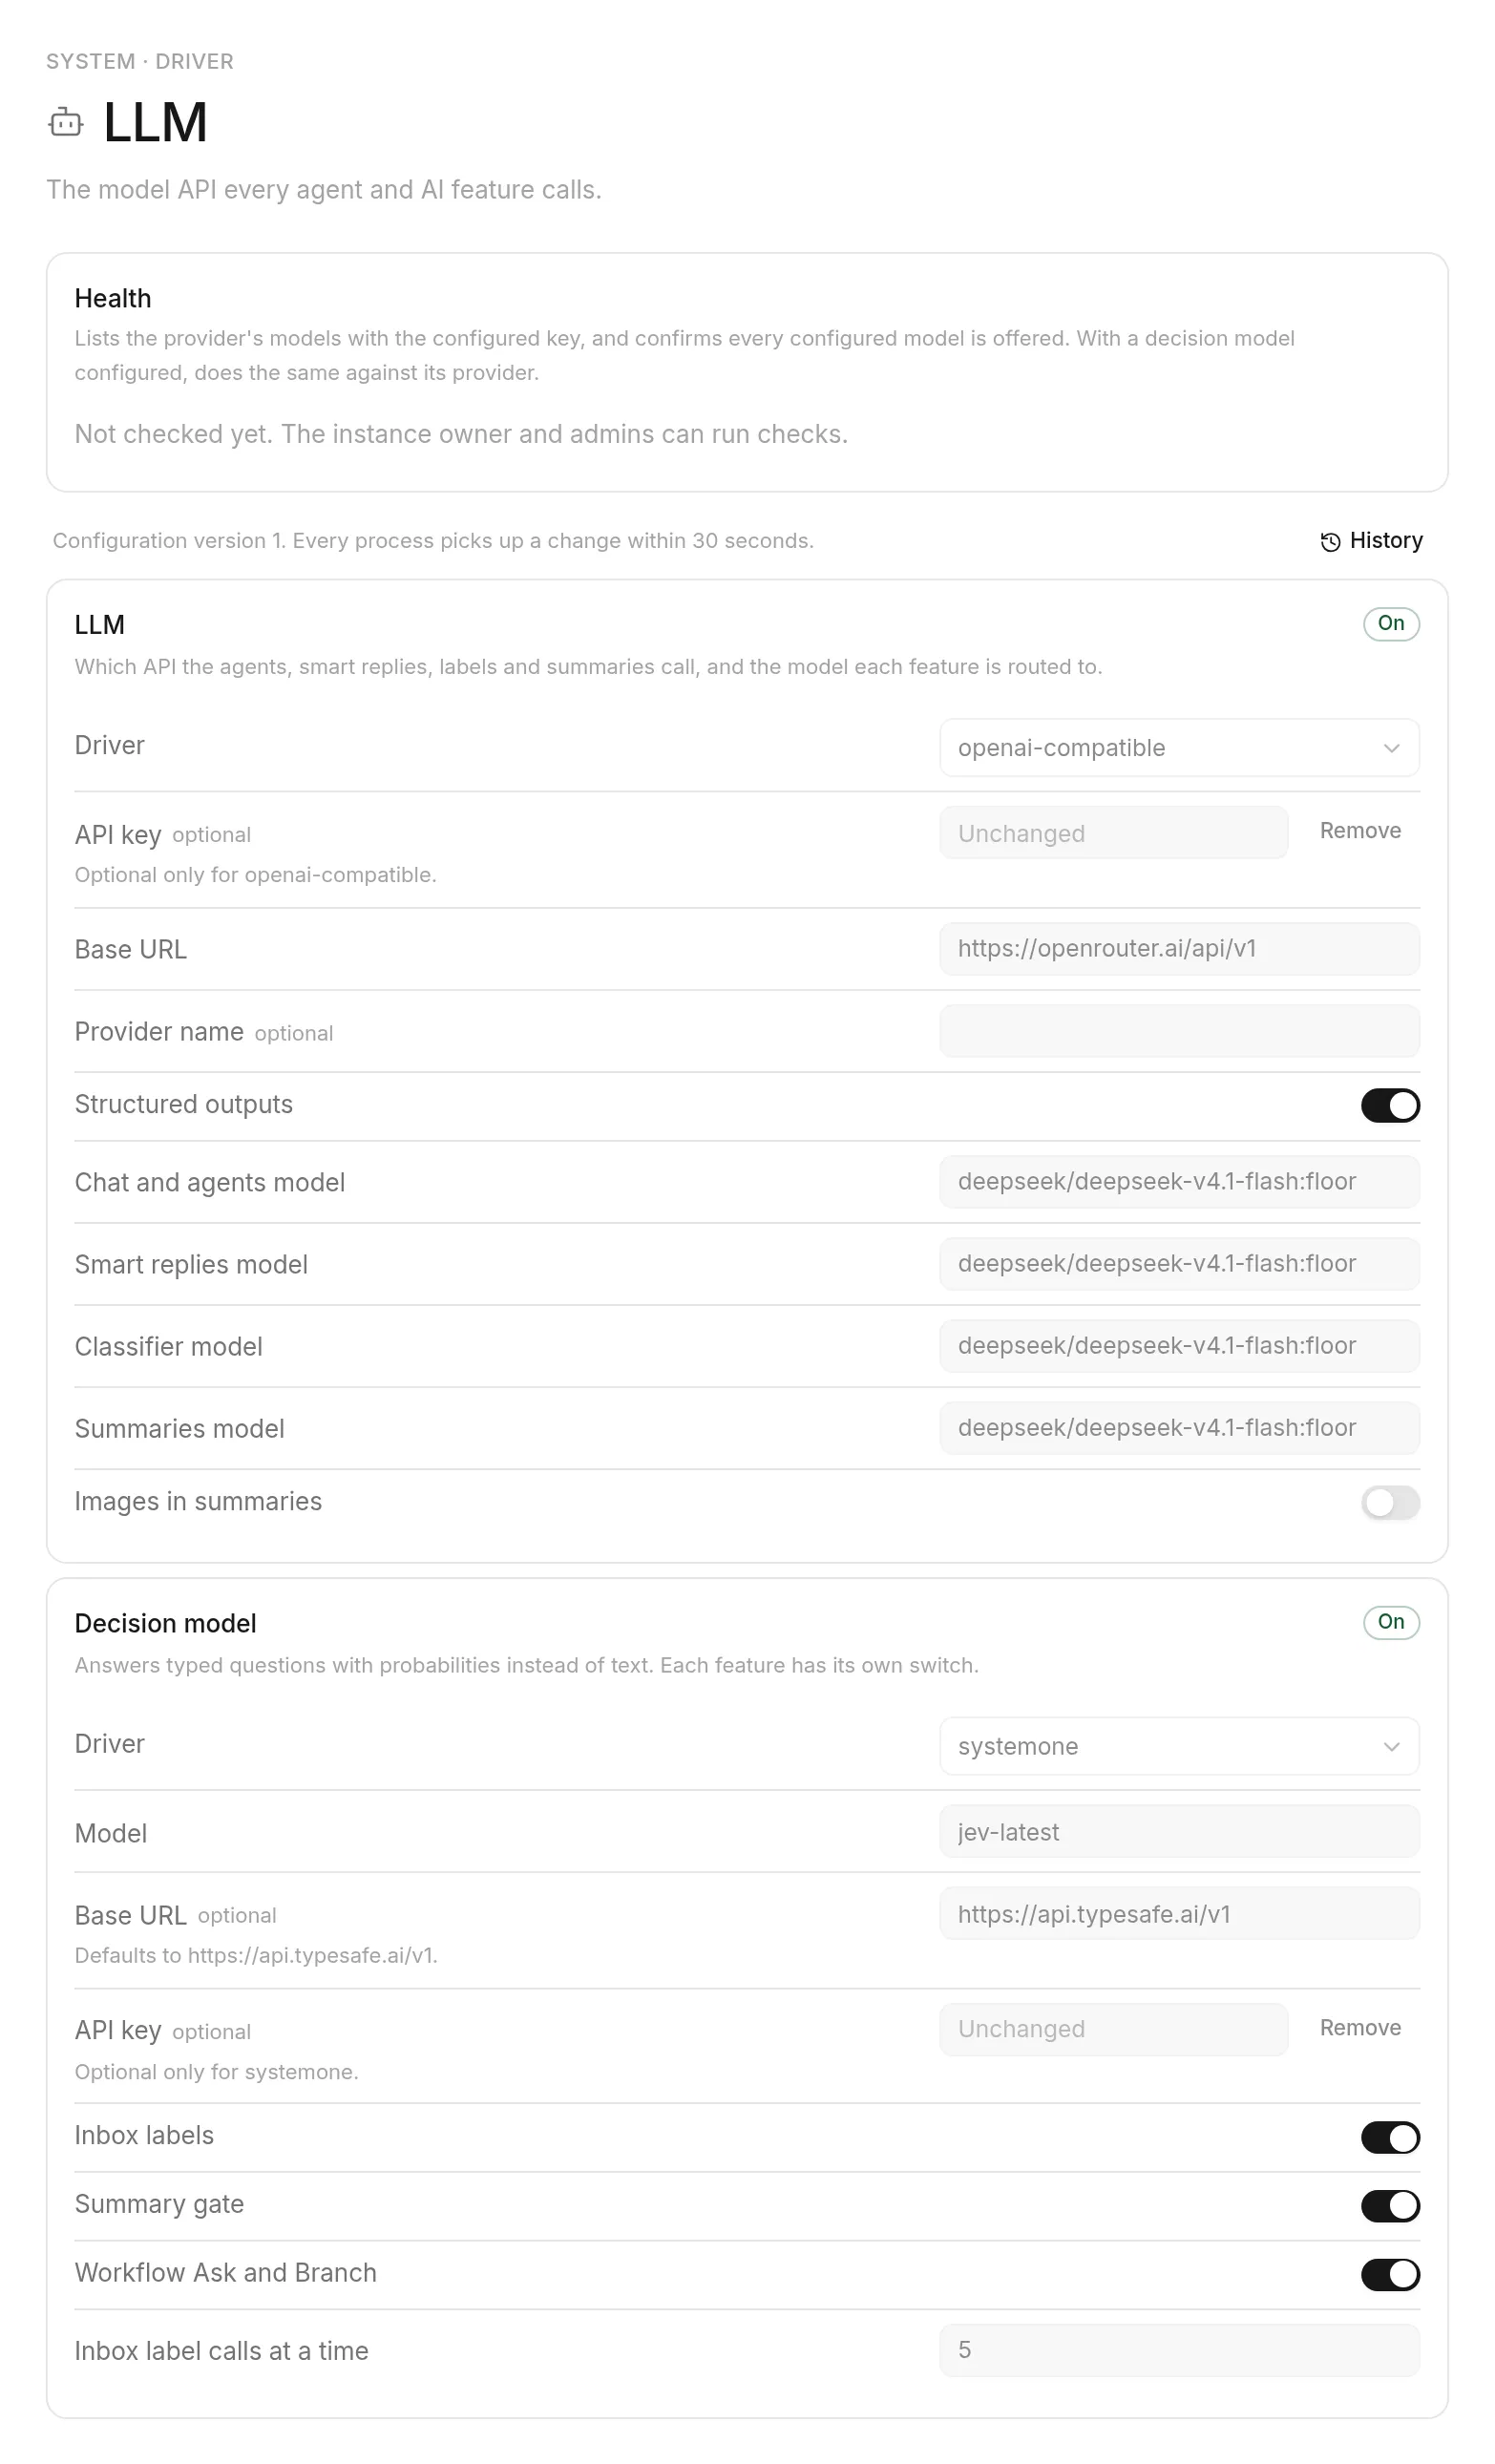 SYSTEM · DRIVER
LLM
The model API every agent and AI feature calls.
Health
Lists the provider's models with the configured key, and confirms every configured model is offered. With a decision model
configured, does the same against its provider.
Not checked yet. The instance owner and admins can run checks.
Configuration version 1. Every process picks up a change within 30 seconds.
History
LLM
On
Which API the agents, smart replies, labels and summaries call, and the model each feature is routed to.
Driver
openai-compatible
API key optional
Unchanged
Remove
Optional only for openai-compatible.
Base URL
https://openrouter.ai/api/v1
Provider name optional
Structured outputs
Chat and agents model
deepseek/deepseek-v4.1-flash:floor
Smart replies model
deepseek/deepseek-v4.1-flash:floor
Classifier model
deepseek/deepseek-v4.1-flash:floor
Summaries model
deepseek/deepseek-v4.1-flash:floor
Images in summaries
Decision model
On
Answers typed questions with probabilities instead of text. Each feature has its own switch.
Driver
systemone
Model
jev-latest
Base URL optional
https://api.typesafe.ai/v1
Defaults to https://api.typesafe.ai/v1.
API key optional
Unchanged
Remove
Optional only for systemone.
Inbox labels
Summary gate
Workflow Ask and Branch
Inbox label calls at a time
5